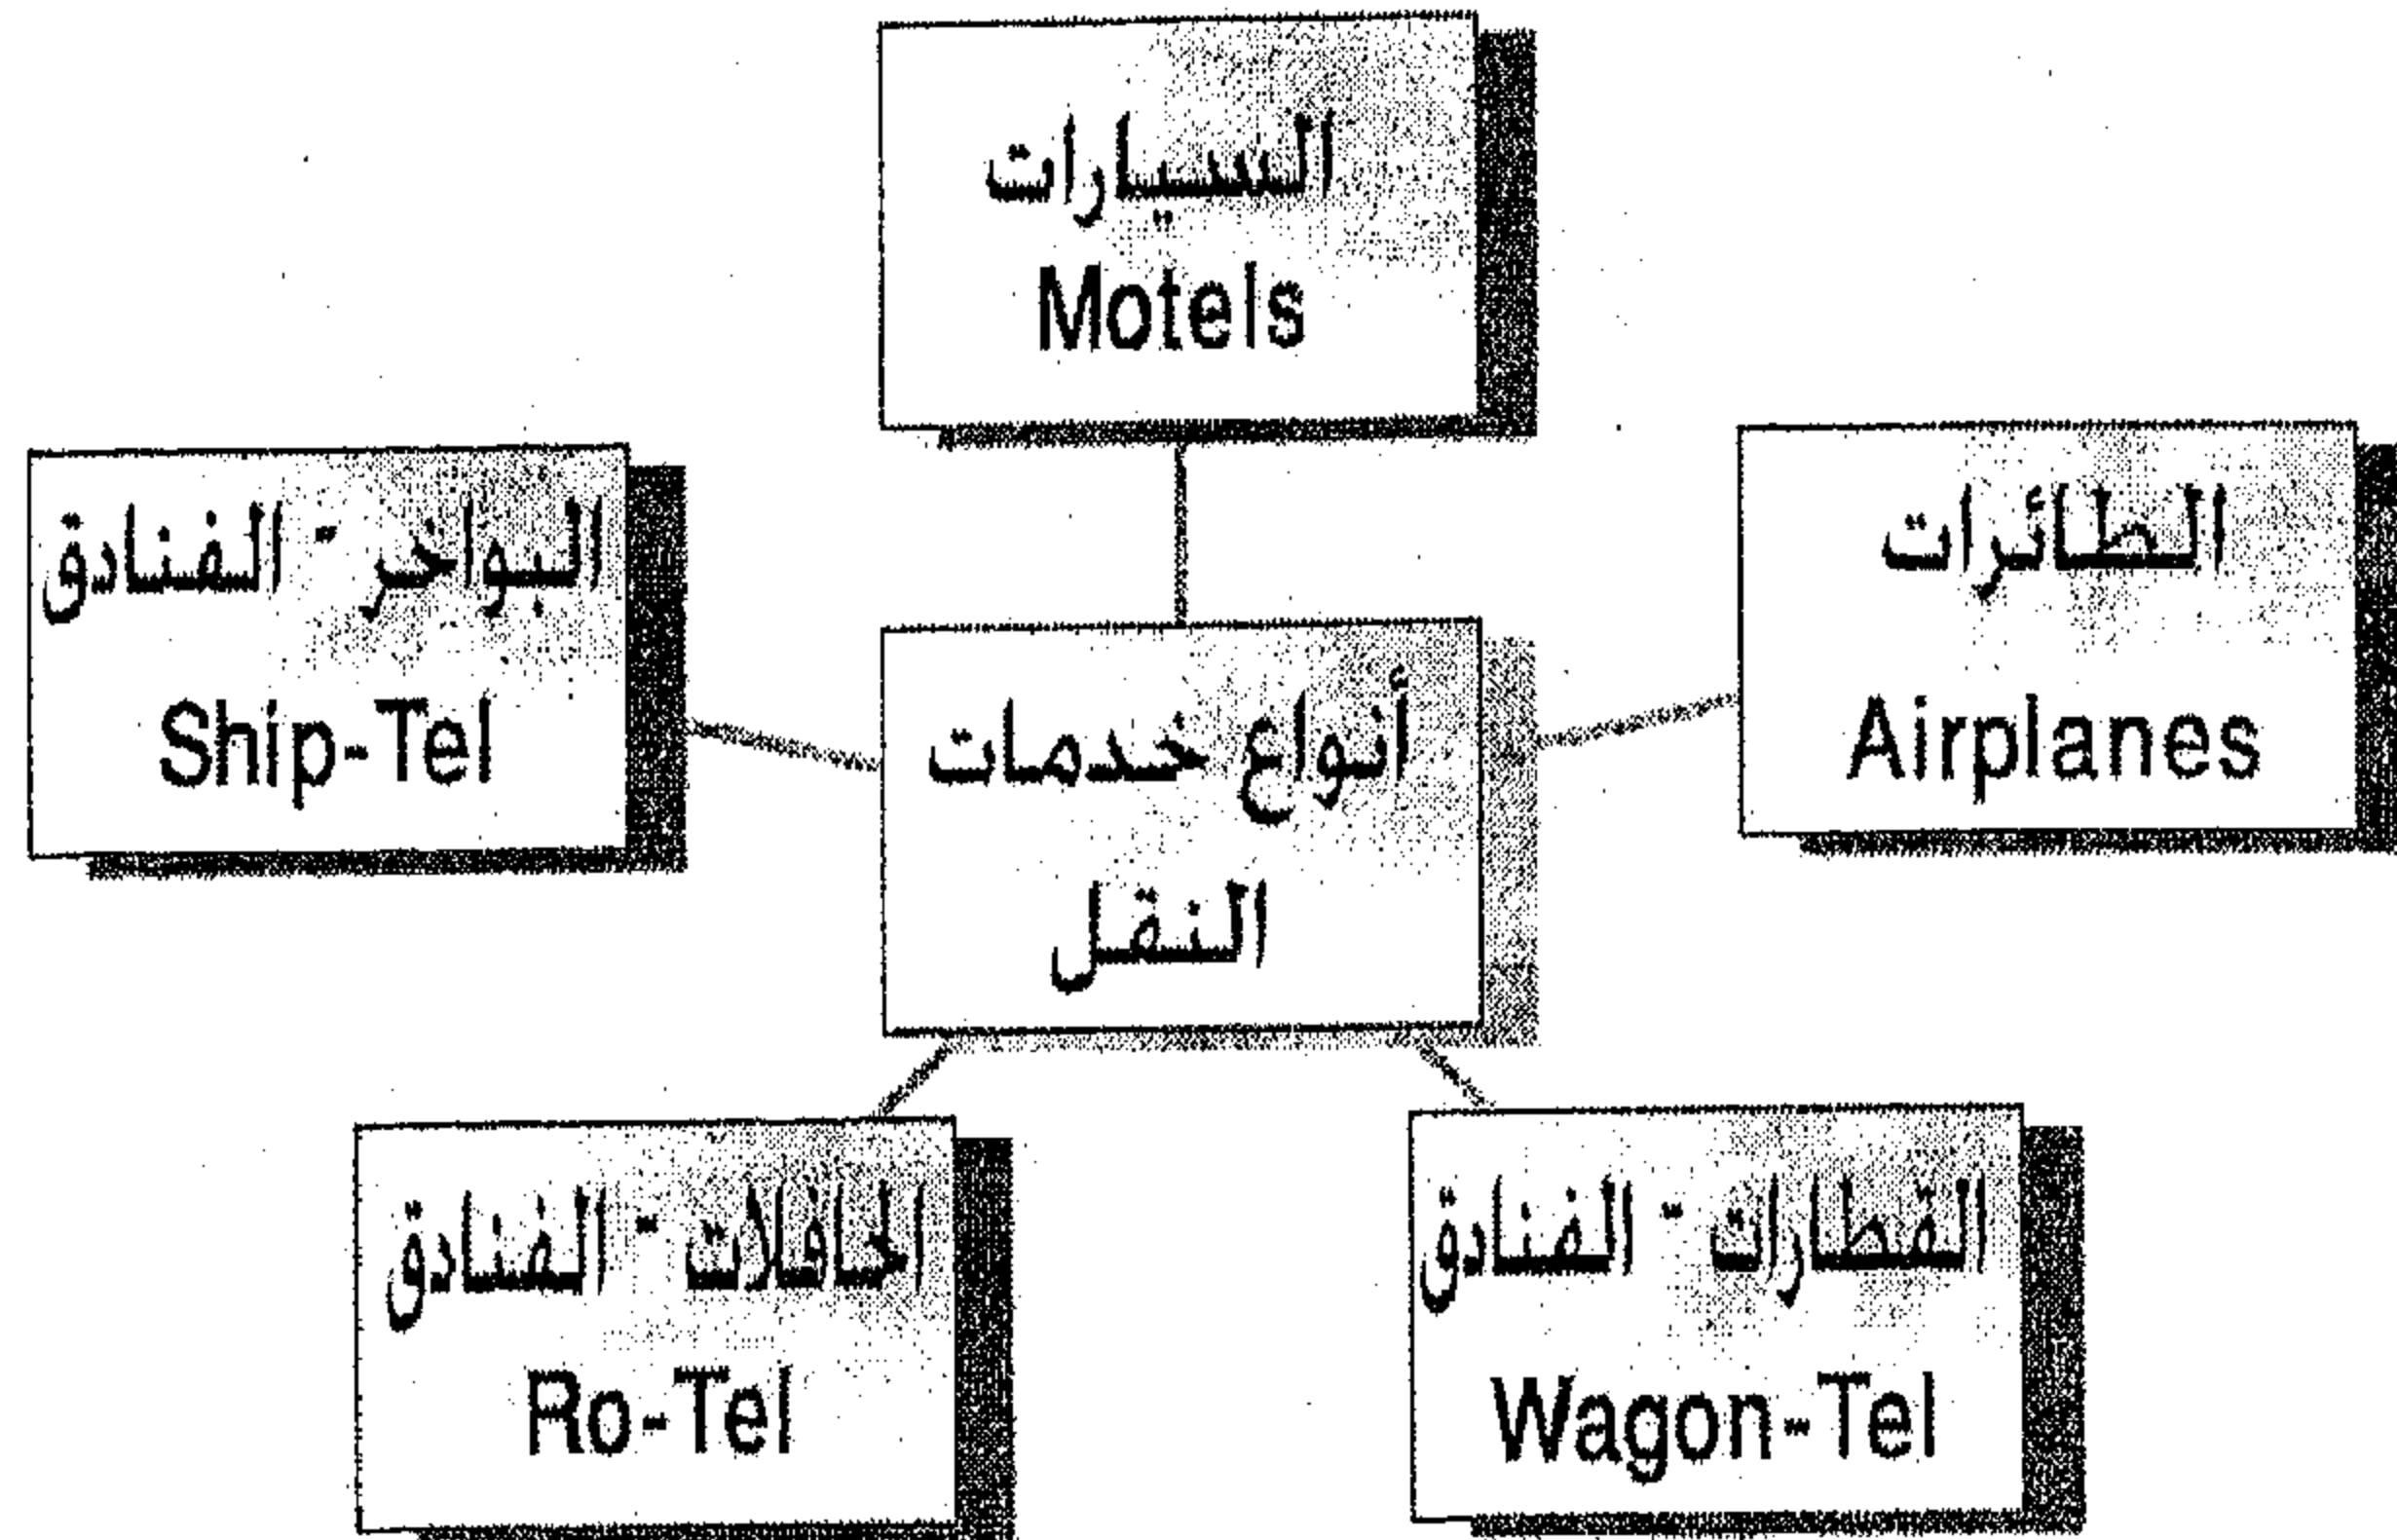 السيارات
Motels
الطائرات
Airplanes
البواخر - الفنادق
Ship-Tel
أنواع خدمات
النقل
القطارات - الفنادق
Wagon-Tel
الحافلات - الفنادق
Ro-Tel